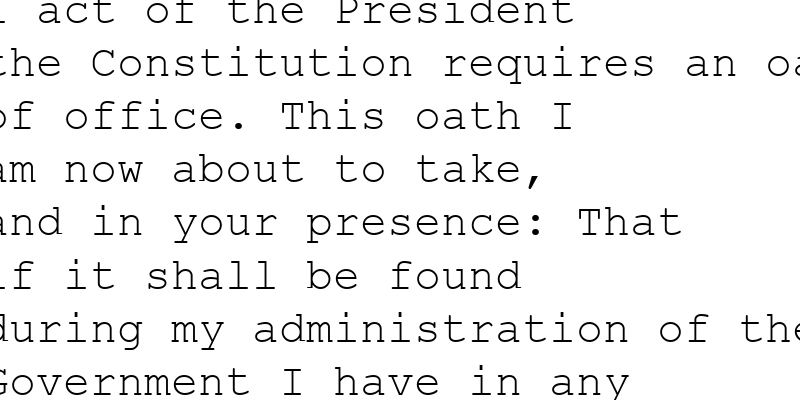 act of the President
the Constitution requires an oa
of office. This oath I
am now about to take,
and in your presence: That
if it shall be found
during my administration of the
Government I have in any